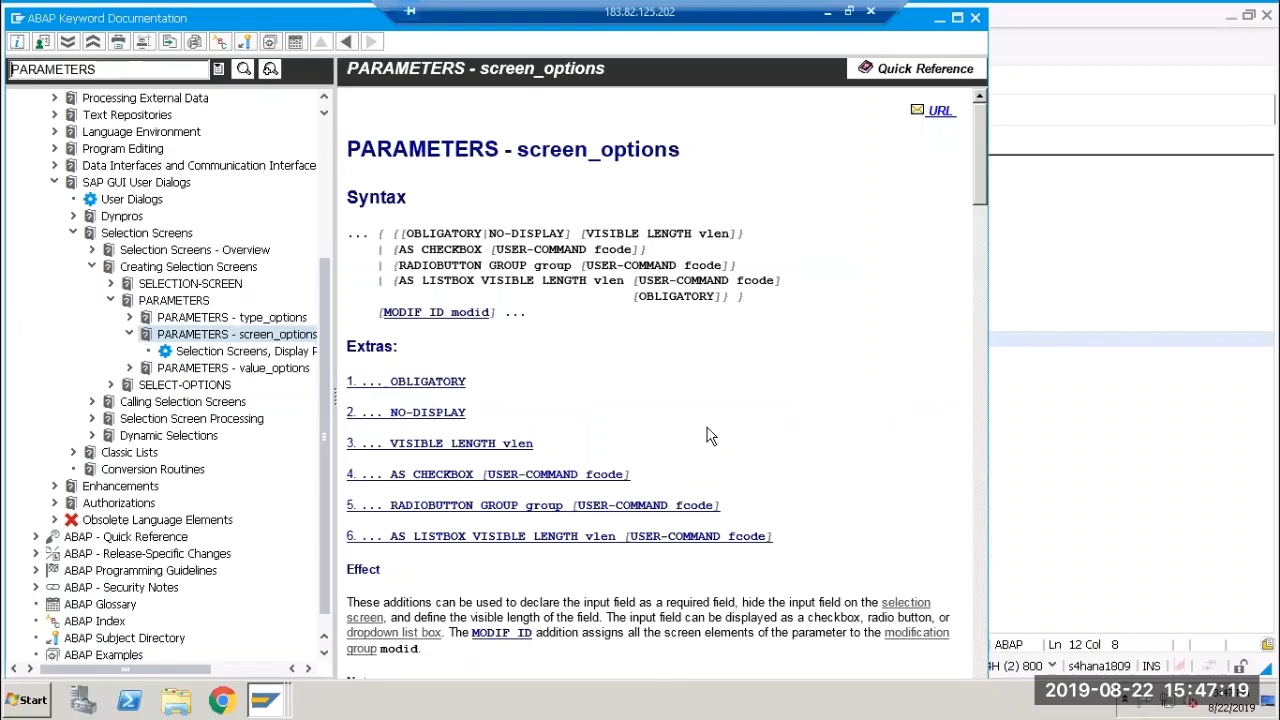 ABAP Keyword Documentation
183.82.125.202
PARAMETERS
PARAMETERS - screen_options
Quick Reference
Processing External Data
Text Repositories
Language Environment
Program Editing
Data Interfaces and Communication Interface
SAP GUI User Dialogs
User Dialogs
Dynpros
Selection Screens
Selection Screens - Overview
Creating Selection Screens
SELECTION-SCREEN
PARAMETERS
PARAMETERS - type_options
PARAMETERS - screen_options
Selection Screens, Display P
PARAMETERS - value_options
SELECT-OPTIONS
Calling Selection Screens
Selection Screen Processing
Dynamic Selections
Classic Lists
Conversion Routines
Enhancements
Authorizations
Obsolete Language Elements
ABAP - Quick Reference
ABAP - Release-Specific Changes
ABAP Programming Guidelines
ABAP - Security Notes
ABAP Glossary
ABAP Index
ABAP Subject Directory
ABAP Examples
URL
PARAMETERS - screen_options
Syntax
... { {[OBLIGATORY|NO-DISPLAY] [VISIBLE LENGTH vlen]}
| {AS CHECKBOX [USER-COMMAND fcode]}
| {RADIOBUTTON GROUP group [USER-COMMAND fcode]}
| {AS LISTBOX VISIBLE LENGTH vlen [USER-COMMAND fcode]
[OBLIGATORY]} }
[MODIF ID modid] ...
Extras:
1. ... OBLIGATORY
2. ... NO-DISPLAY
3. ... VISIBLE LENGTH vlen
4. ... AS CHECKBOX [USER-COMMAND fcode]
5. ... RADIOBUTTON GROUP group [USER-COMMAND fcode]
6. ... AS LISTBOX VISIBLE LENGTH vlen [USER-COMMAND fcode]
Effect
These additions can be used to declare the input field as a required field, hide the input field on the selection
screen, and define the visible length of the field. The input field can be displayed as a checkbox, radio button, or
dropdown list box. The MODIF ID addition assigns all the screen elements of the parameter to the modification
group modid.
ABAP
Ln 12 Col 8
(2) 800
s4hana1809
INS
Start
2019-08-22 15:47:19
8/22/2019